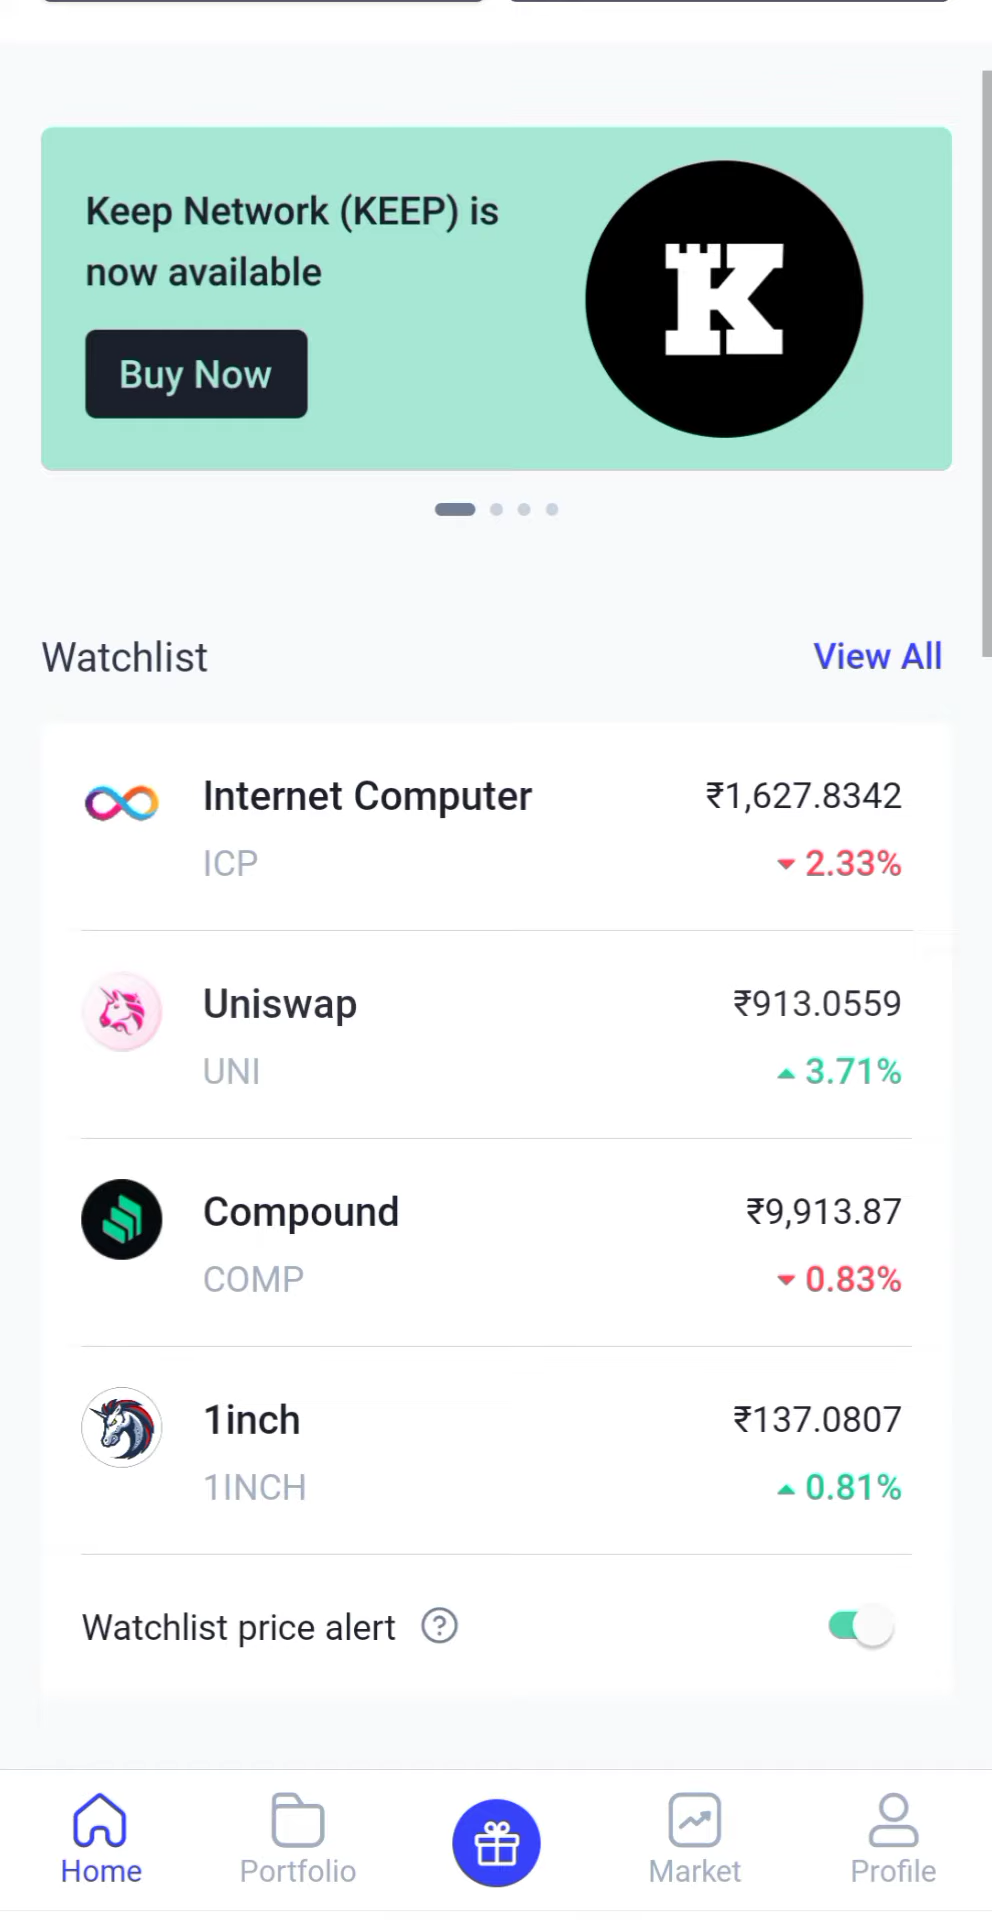 Keep Network (KEEP) is
now available
Buy Now
Watchlist
View All
Internet Computer
₹1,627.8342
ICP
2.33%
Uniswap
₹913.0559
UNI
3.71%
Compound
₹9,913.87
COMP
0.83%
1inch
₹137.0807
1INCH
0.81%
Watchlist price alert ?
Home
Portfolio
Market
Profile